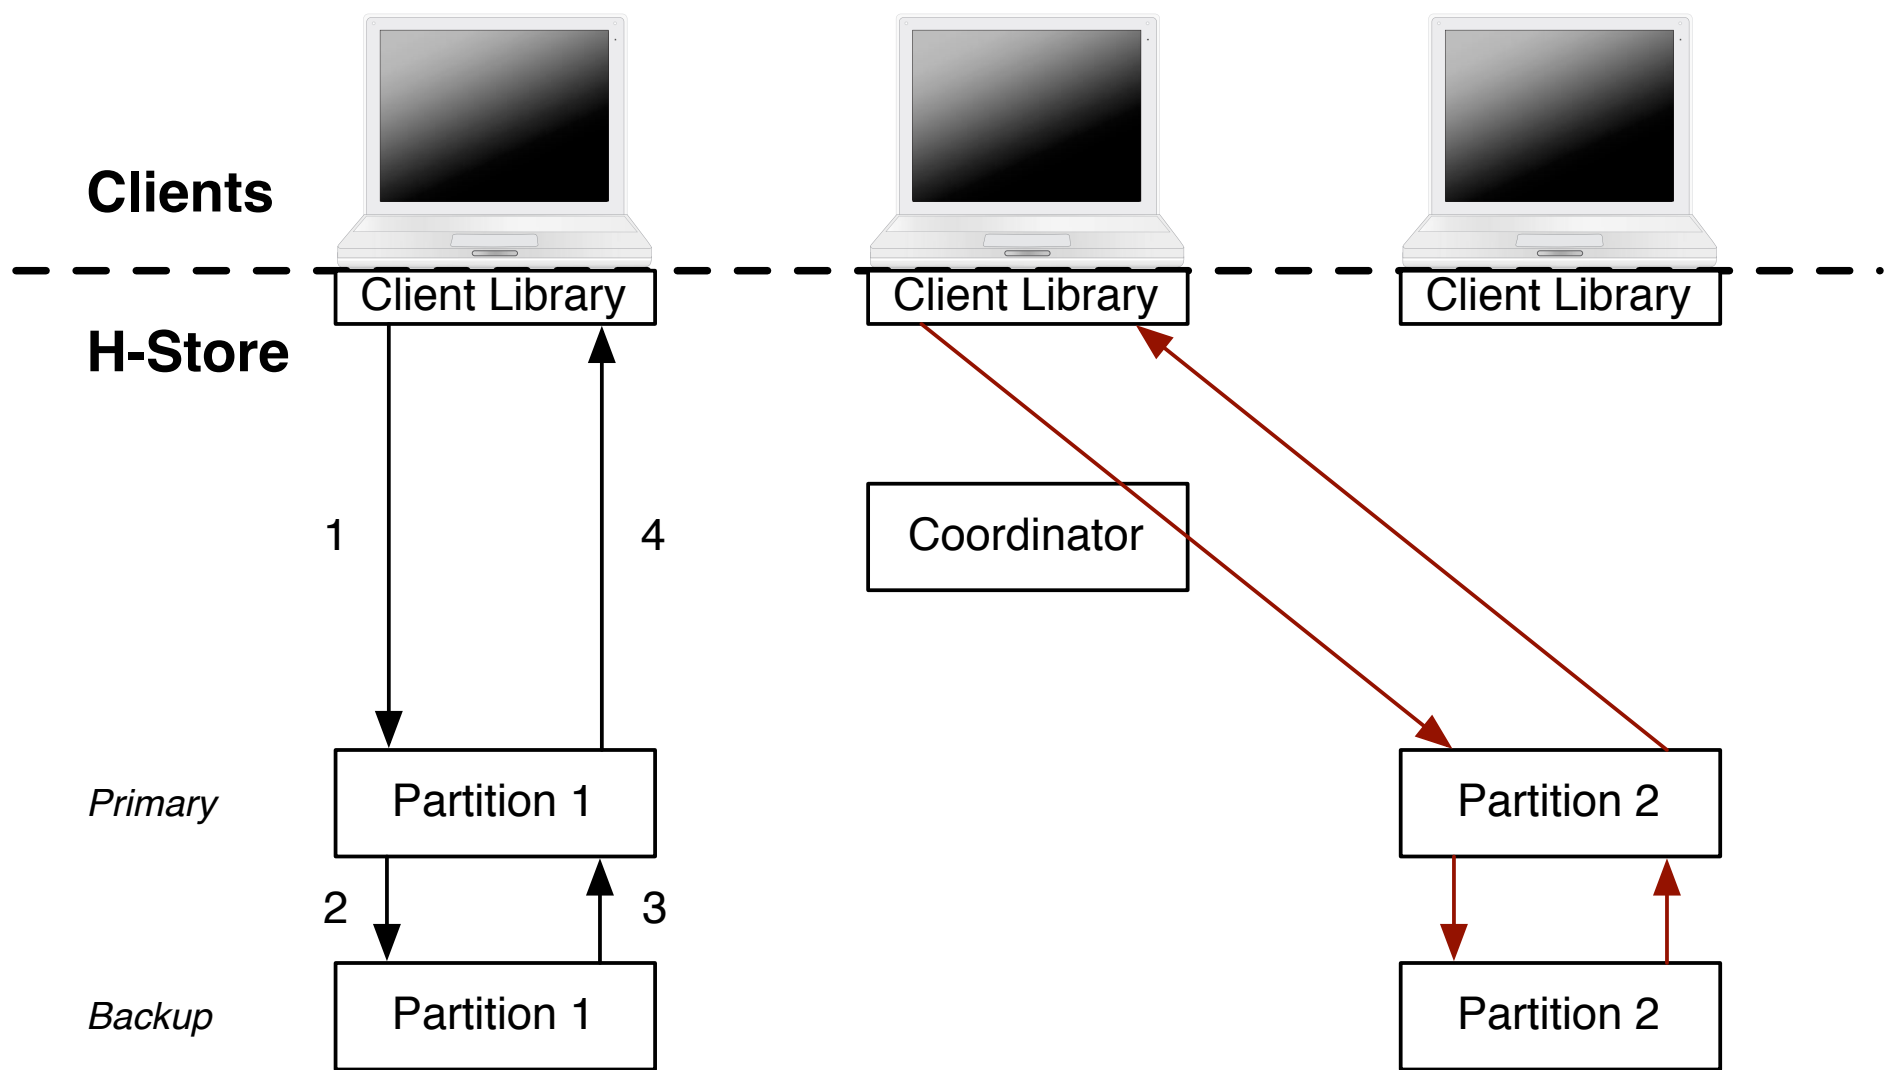 Clients
Client Library
Client Library
Client Library
H-Store
1
4
Coordinator
Primary
Partition 1
Partition 2
2
3
Backup
Partition 1
Partition 2